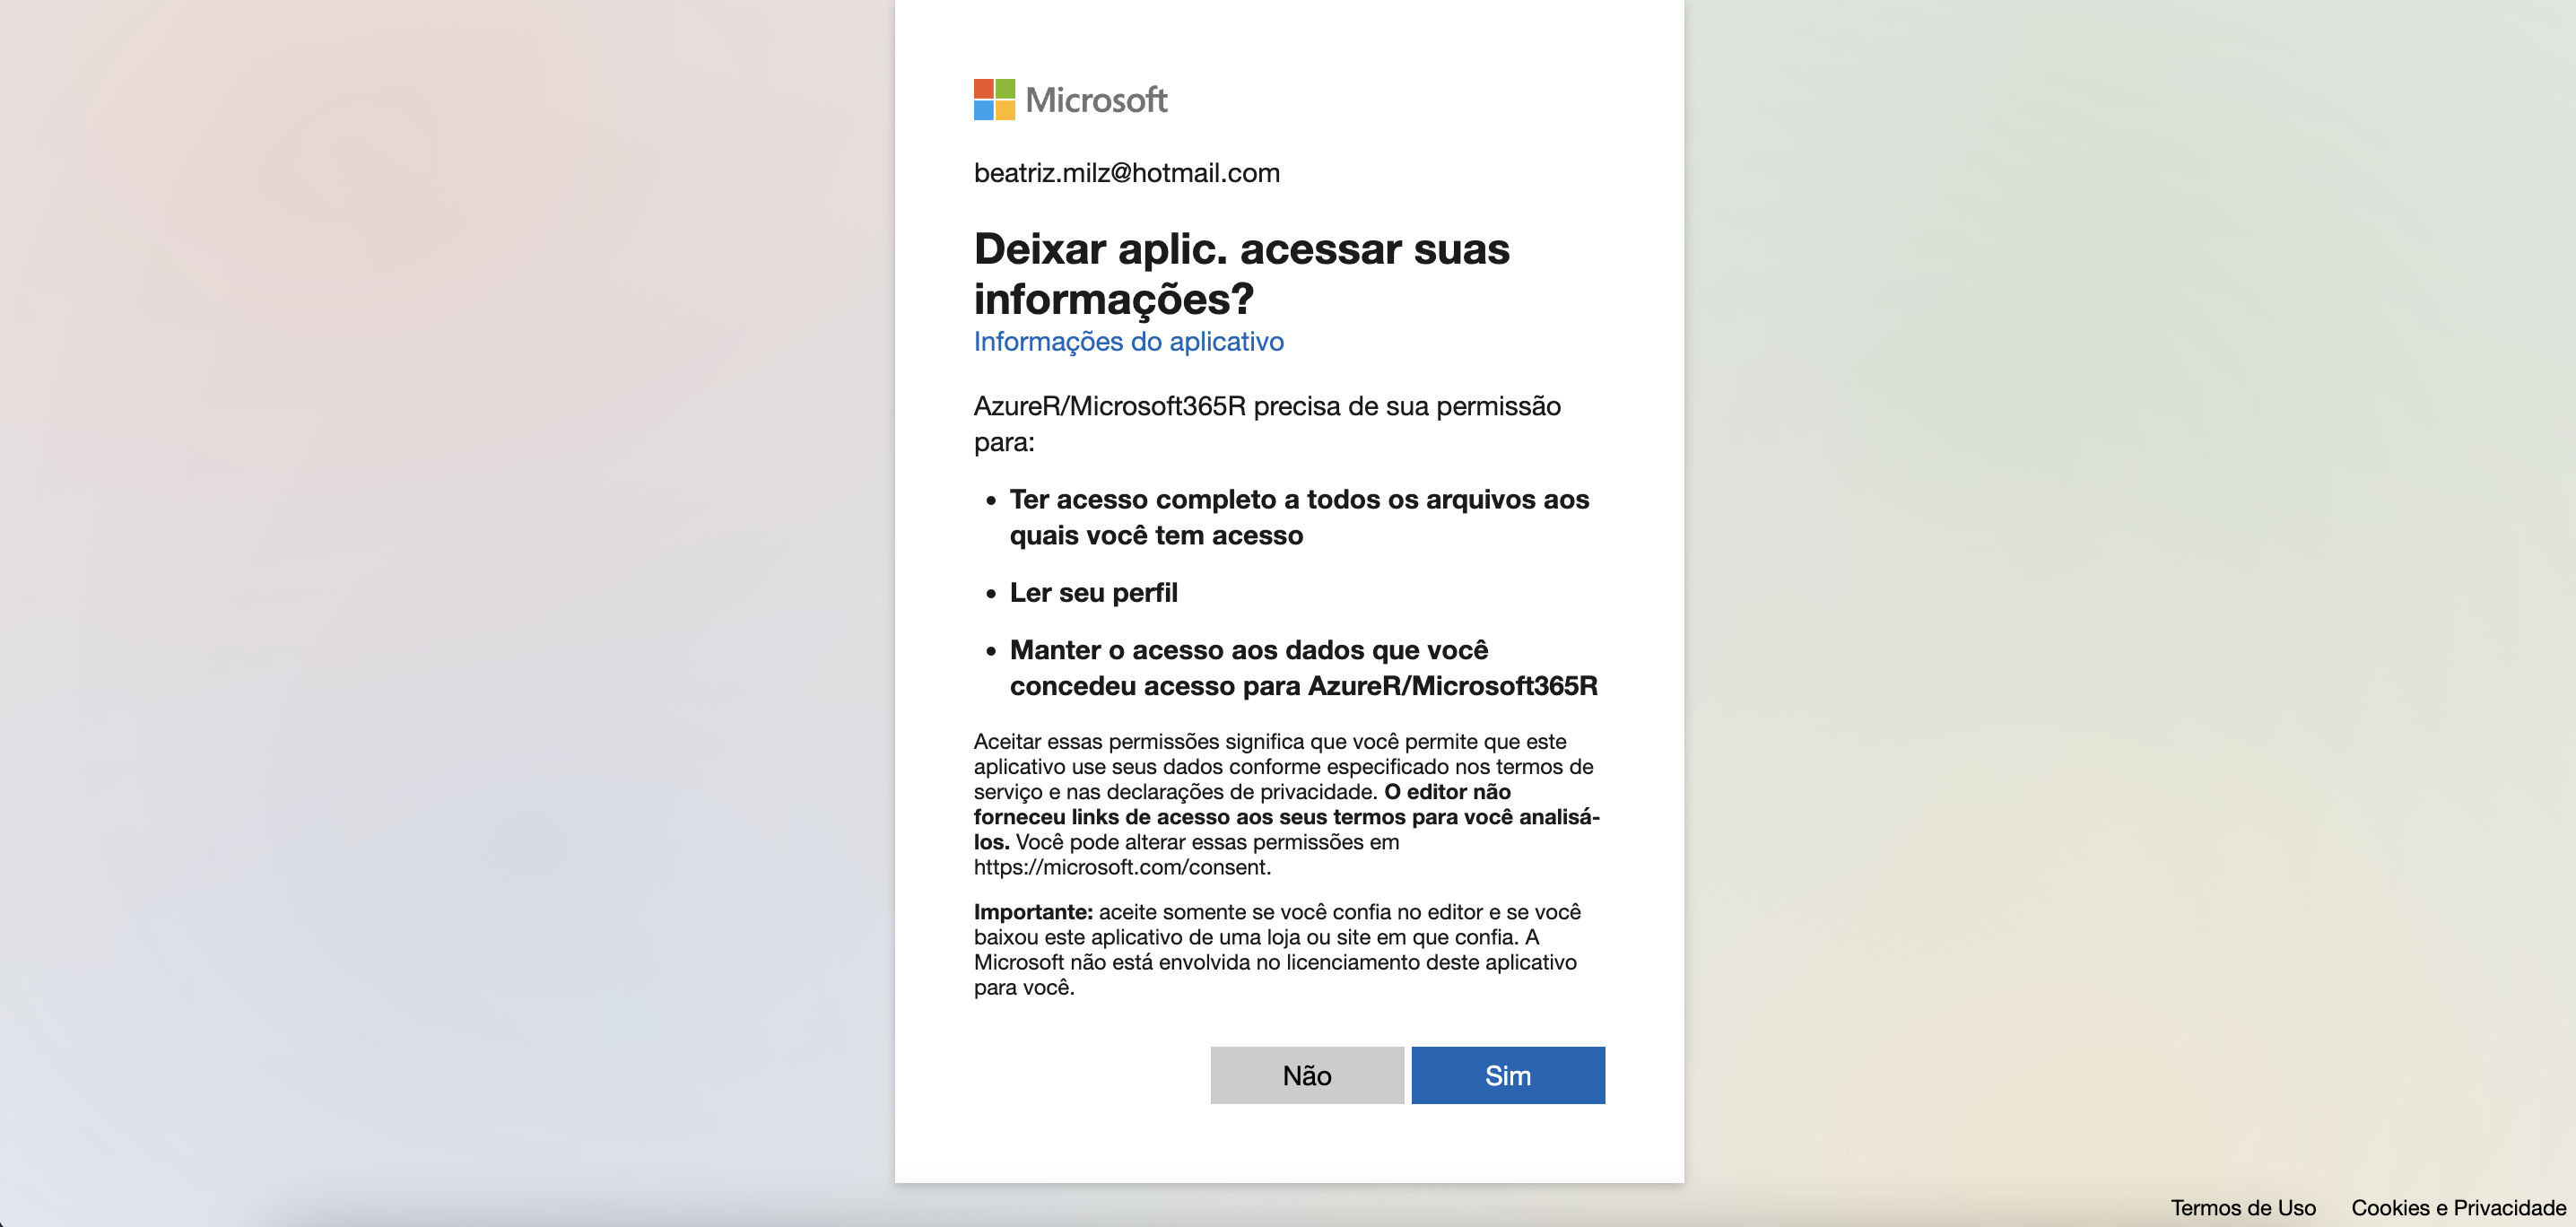 Microsoft
beatriz.milz@hotmail.com
Deixar aplic. acessar suas
informações?
Informações do aplicativo
AzureR/Microsoft365R precisa de sua permissão
para:
• Ter acesso completo a todos os arquivos aos
quais você tem acesso
• Ler seu perfil
• Manter o acesso aos dados que você
concedeu acesso para AzureR/Microsoft365R
Aceitar essas permissões significa que você permite que este
aplicativo use seus dados conforme especificado nos termos de
serviço e nas declarações de privacidade. O editor não
forneceu links de acesso aos seus termos para você analisá-
los. Você pode alterar essas permissões em
https://microsoft.com/consent.
Importante: aceite somente se você confia no editor e se você
baixou este aplicativo de uma loja ou site em que confia. A
Microsoft não está envolvida no licenciamento deste aplicativo
para você.
Não Sim
Termos de Uso Cookies e Privacidade